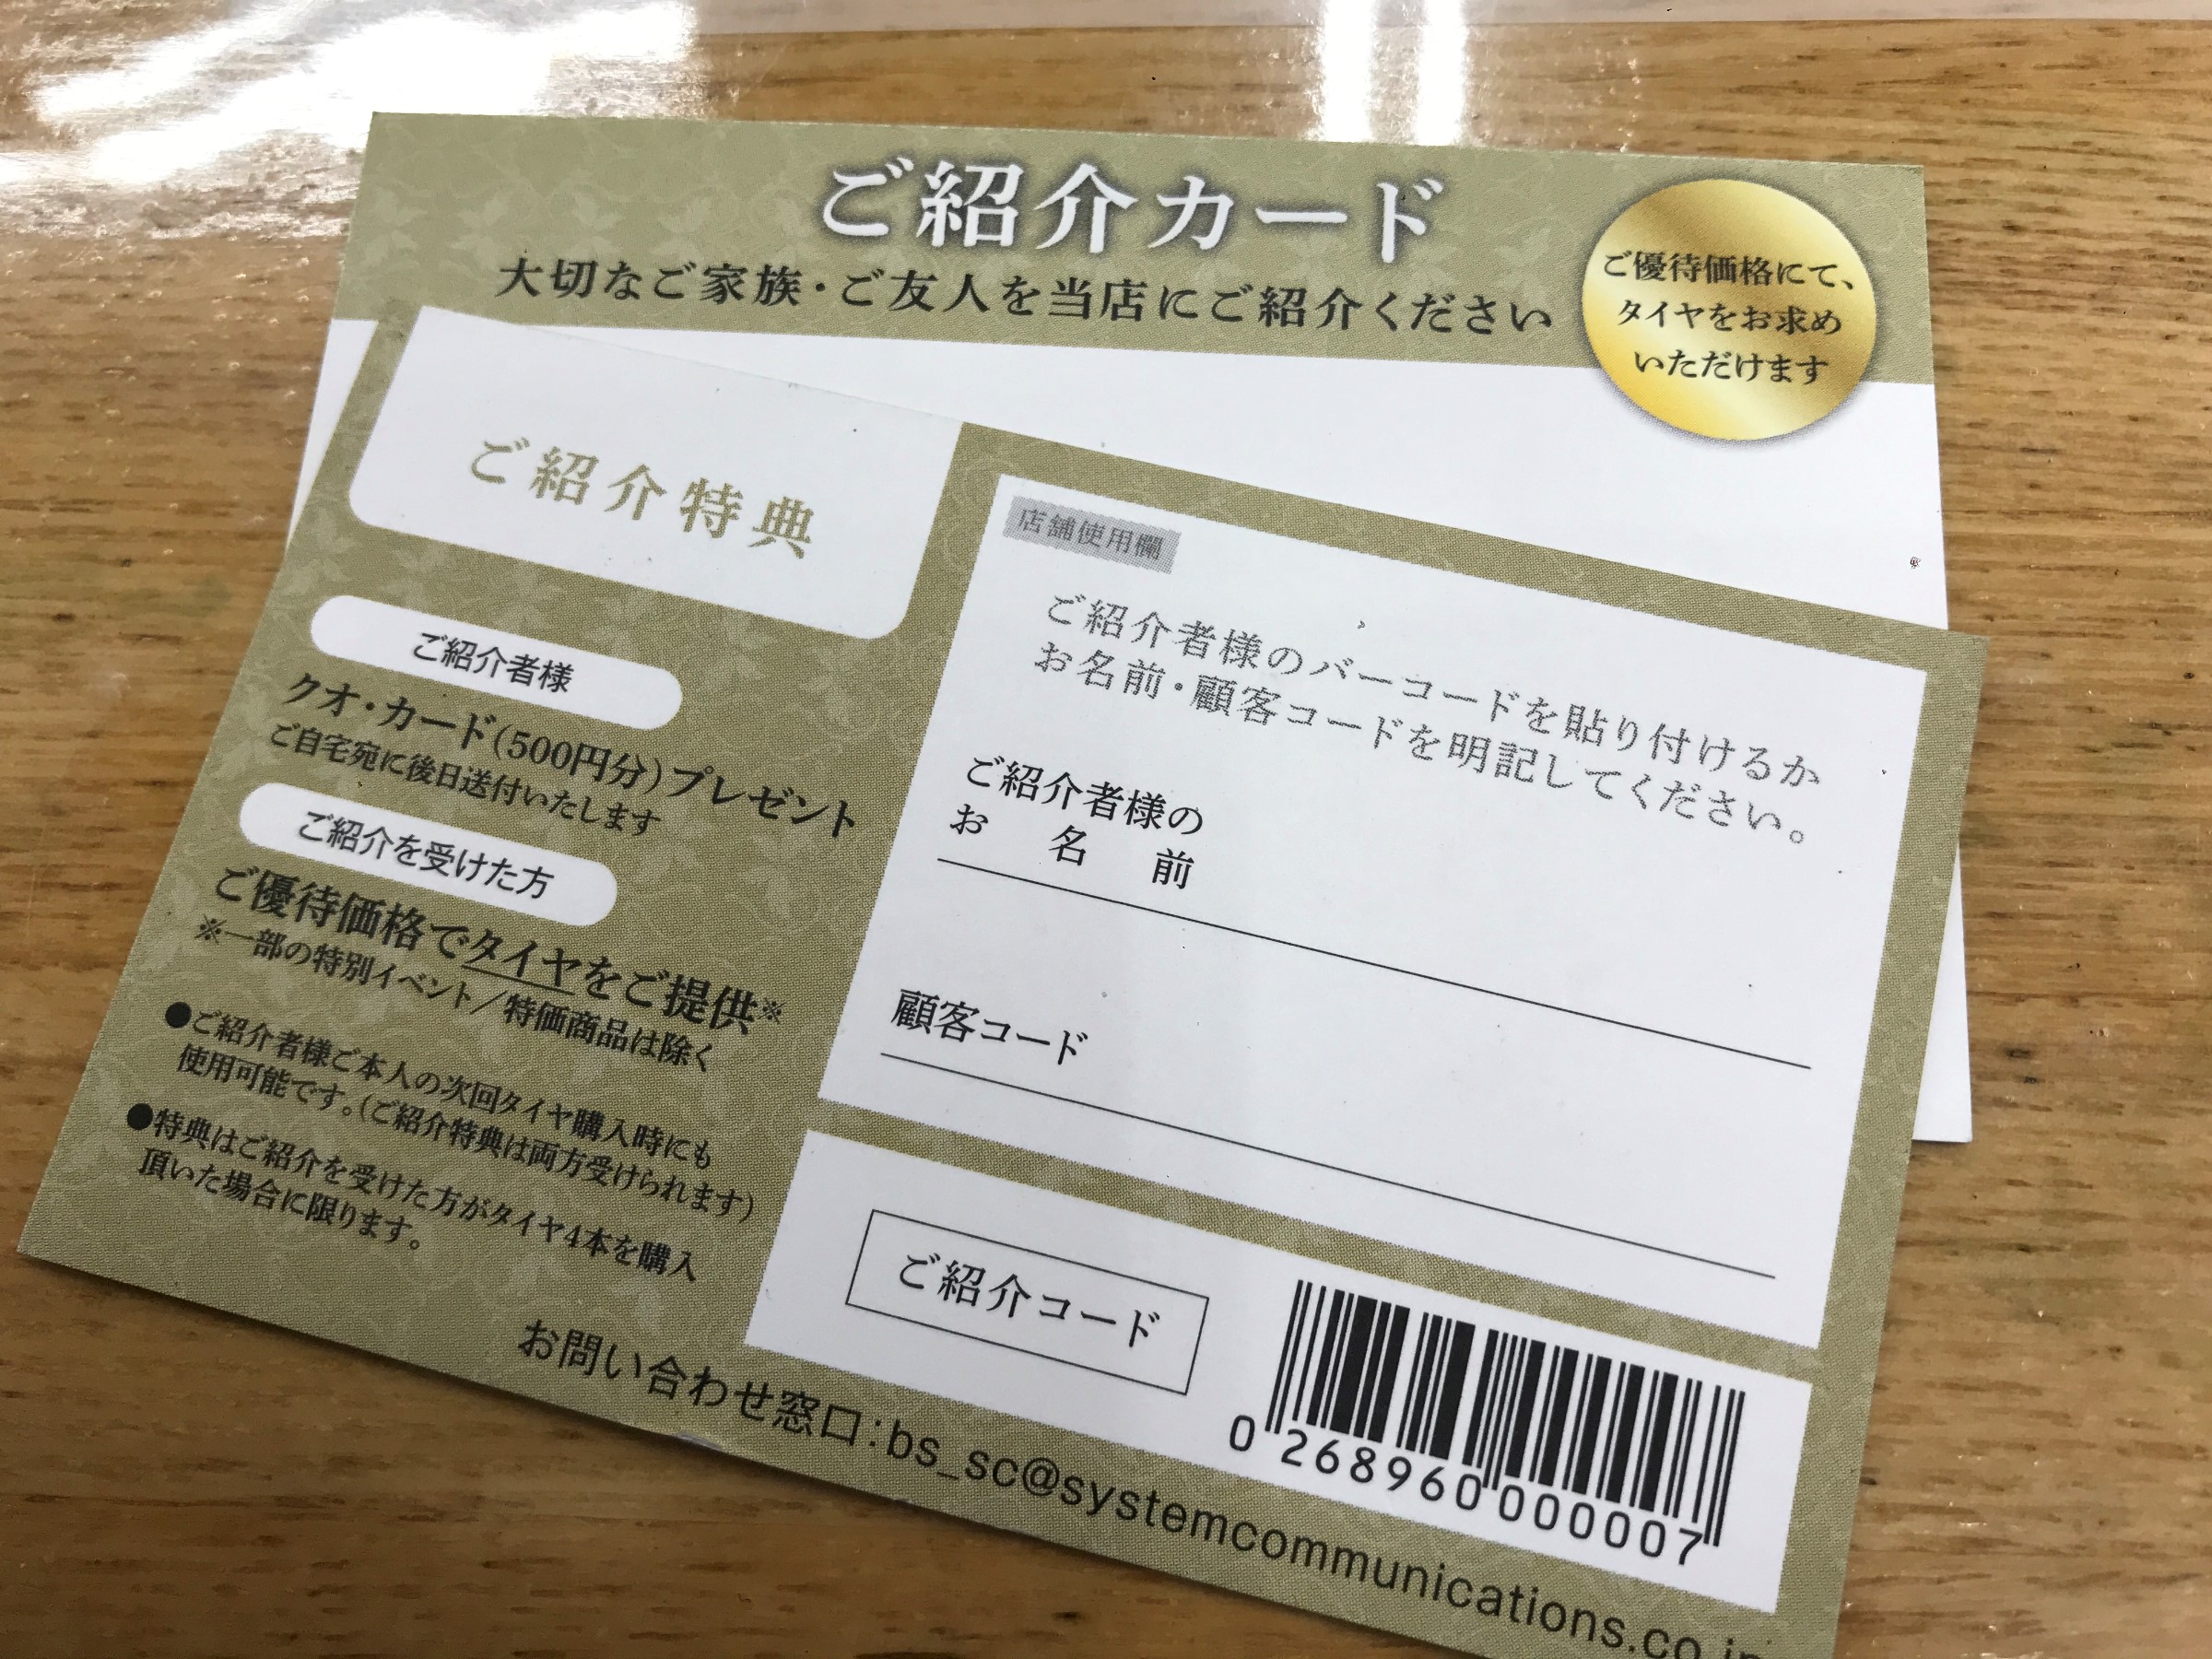 ご紹介カード
大切なご家族・ご友人を当店にご紹介ください
ご優待価格にて、
タイヤをお求め
いただけます
ご紹介特典
ご紹介者様
クオ・カード(500円分)プレゼント
ご自宅宛に後日送付いたします
ご紹介を受けた方
ご優待価格でタイヤをご提供※
※一部の特別イベント／特価商品は除く
●ご紹介者様ご本人の次回タイヤ購入時にも
使用可能です。(ご紹介特典は両方受けられます)
●特典はご紹介を受けた方がタイヤ4本を購入
頂いた場合に限ります。
店舗使用欄
ご紹介者様のバーコードを貼り付けるか
お名前・顧客コードを明記してください。
ご紹介者様の
お名前
顧客コード
ご紹介コード
0 268960 000007
お問い合わせ窓口：bs_sc@systemcommunications.co.jp